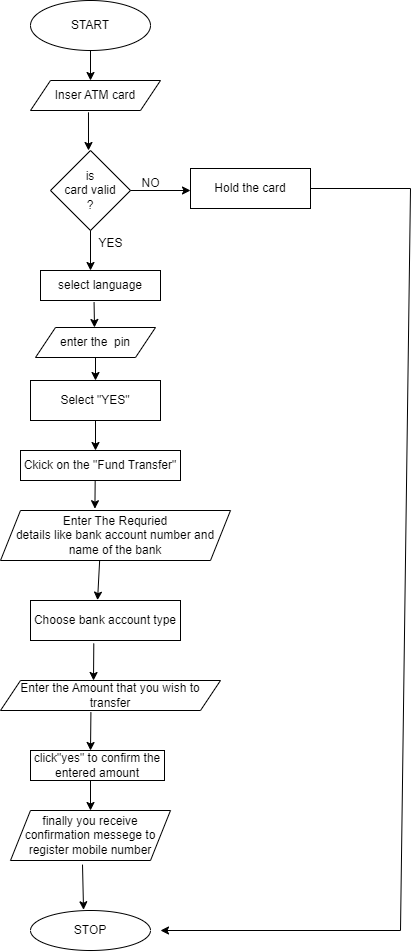 START
Inser ATM card
is
card valid
?
NO
Hold the card
YES
select language
enter the pin
Select "YES"
Ckick on the "Fund Transfer"
Enter The Requried
details like bank account number and
name of the bank
Choose bank account type
Enter the Amount that you wish to
transfer
click"yes" to confirm the
entered amount
finally you receive
confirmation messege to
register mobile number
STOP